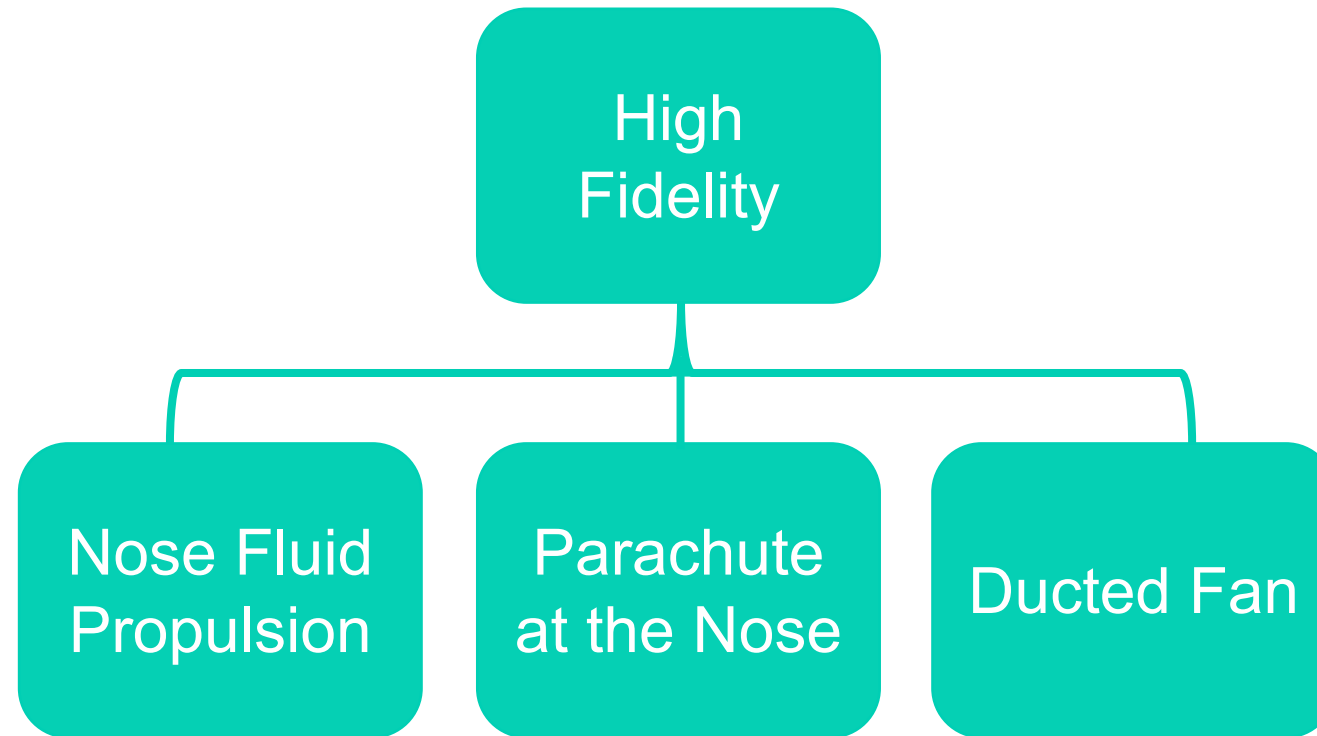 High
Fidelity
Nose Fluid
Propulsion
Parachute
at the Nose
Ducted Fan